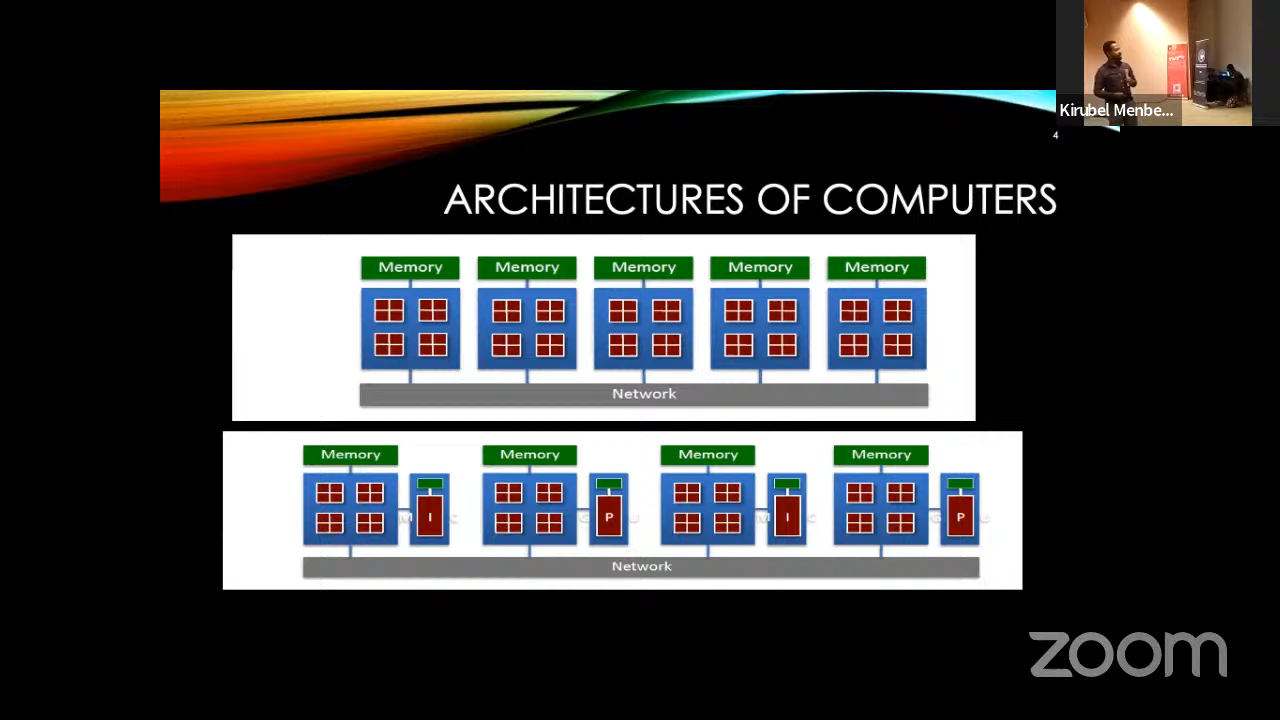 Kirubel Menbe...
4
ARCHITECTURES OF COMPUTERS
Memory Memory Memory Memory Memory
Network
Memory Memory Memory Memory
M I C G P U M I C G P U
Network
zoom